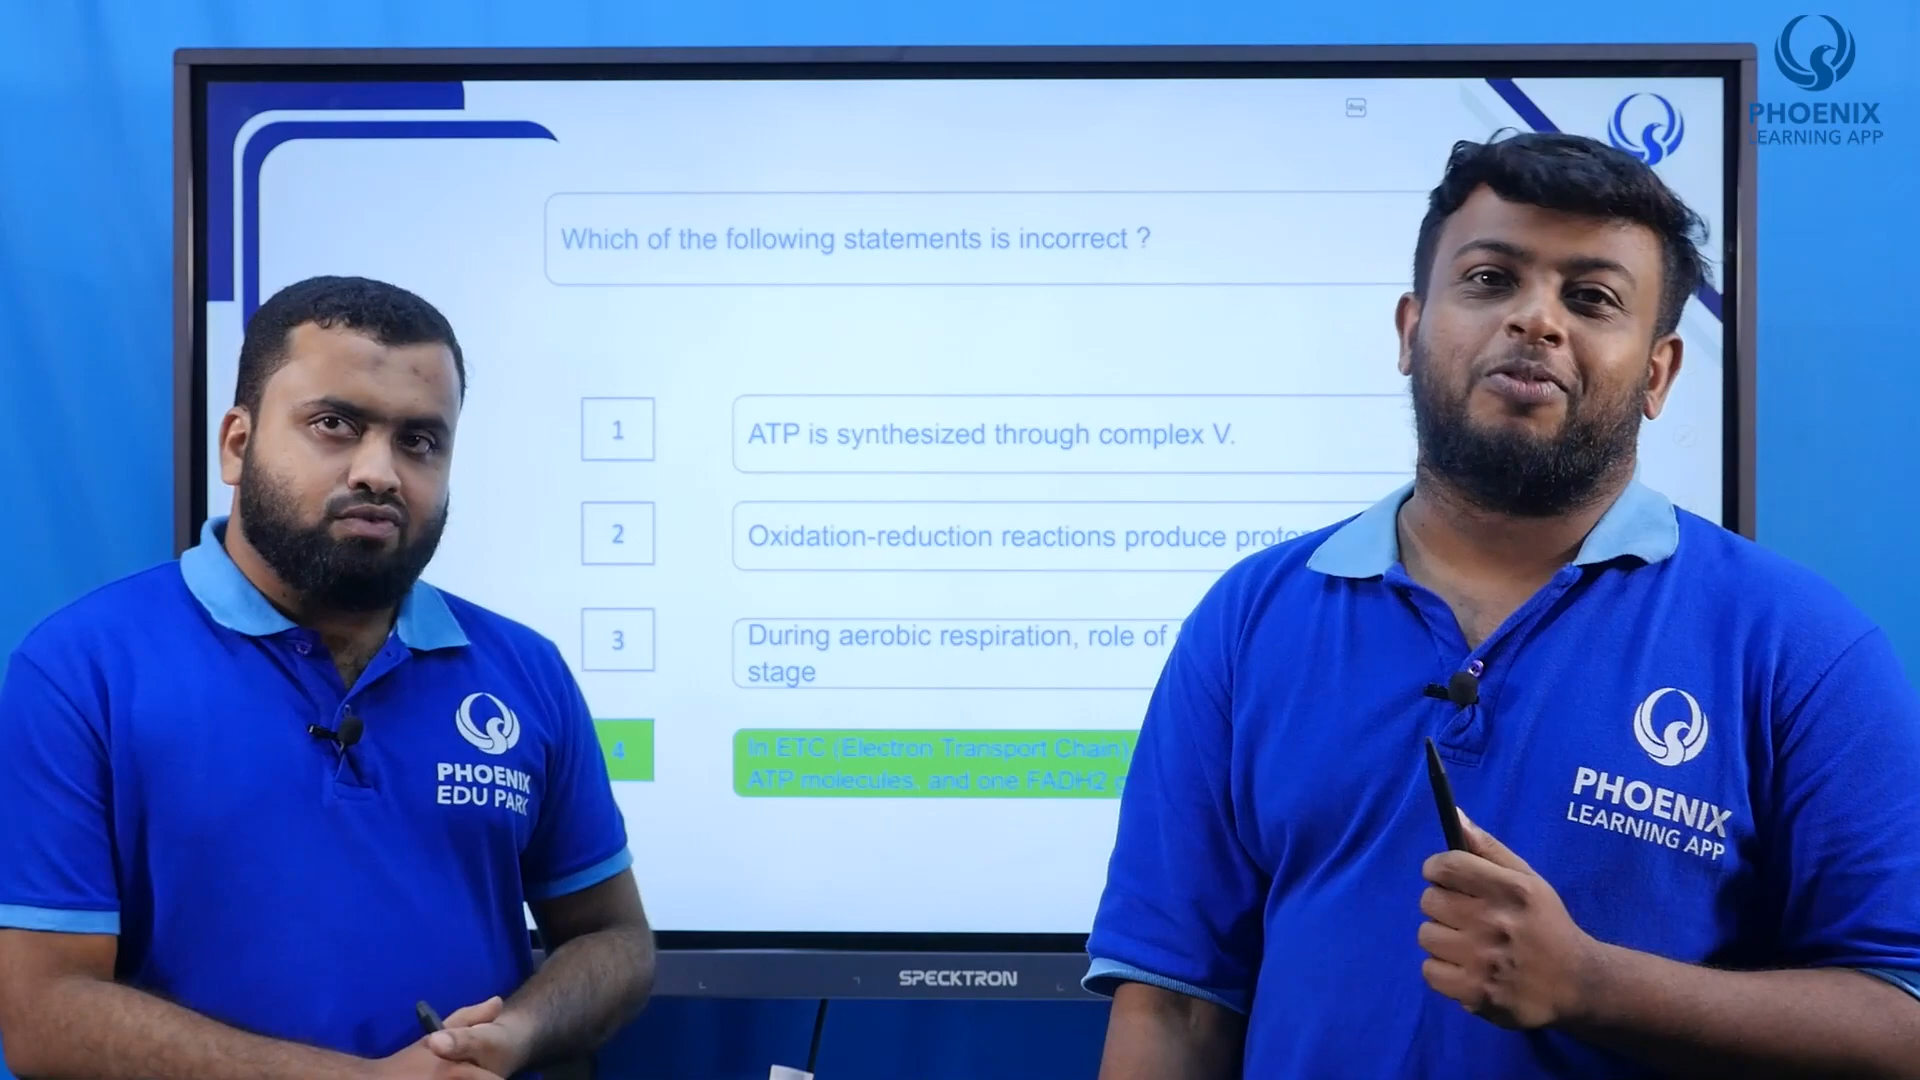 PHOENIX
LEARNING APP
Which of the following statements is incorrect ?
1
ATP is synthesized through complex V.
2
Oxidation-reduction reactions produce
3
During aerobic respiration, role of
stage
4
In ETC (Electron Transport Chain)
ATP molecules, and one FADH2
PHOENIX
EDU PARK
PHOENIX
LEARNING APP
SPECKTRON